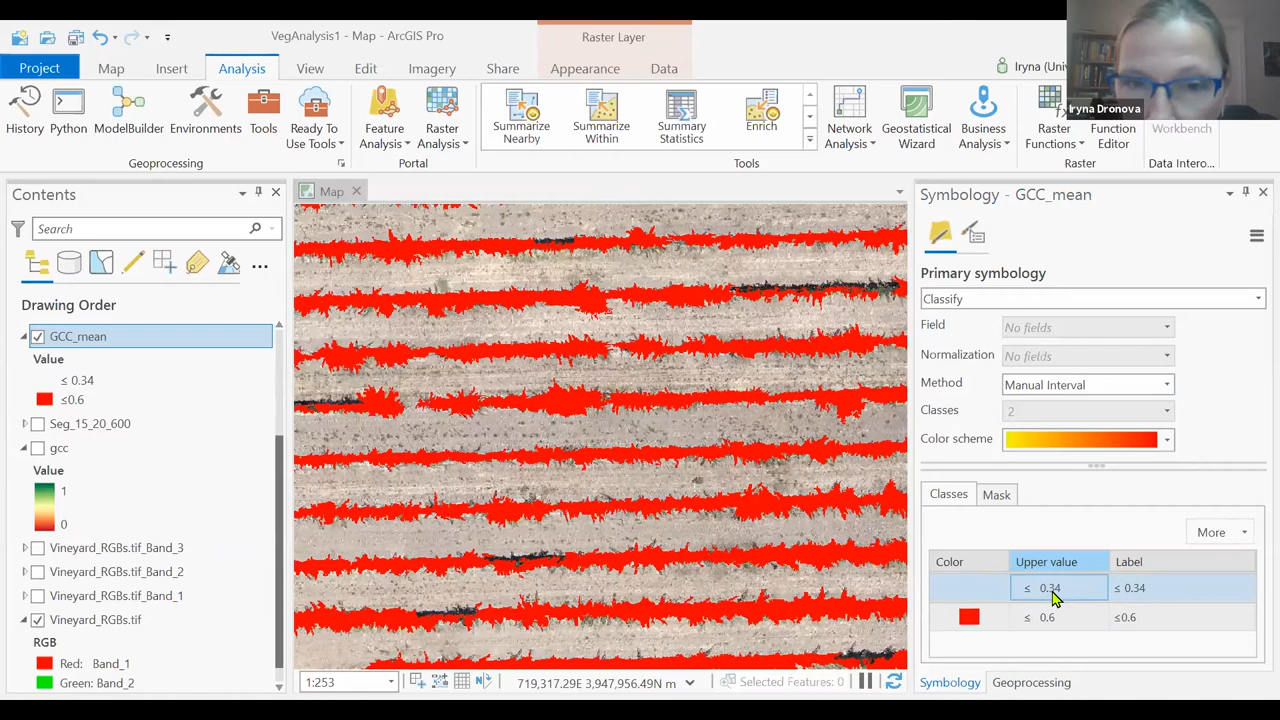 VegAnalysis1 - Map - ArcGIS Pro
Raster Layer
Iryna Dronova
Project
Map
Insert
Analysis
View
Edit
Imagery
Share
Appearance
Data
Iryna (Uni
History
Python
ModelBuilder
Environments
Tools
Ready To
Use Tools
Feature
Analysis
Raster
Analysis
Summarize
Nearby
Summarize
Within
Summary
Statistics
Enrich
Network
Analysis
Geostatistical
Wizard
Business
Analysis
Raster
Functions
Function
Editor
Workbench
Geoprocessing
Portal
Tools
Raster
Data Intero...
Contents
Search
Drawing Order
GCC_mean
Value
≤ 0.34
≤0.6
Seg_15_20_600
gcc
Value
1
0
Vineyard_RGBs.tif_Band_3
Vineyard_RGBs.tif_Band_2
Vineyard_RGBs.tif_Band_1
Vineyard_RGBs.tif
RGB
Red: Band_1
Green: Band_2
Map
1:253
719,317.29E 3,947,956.49N m
Selected Features: 0
Symbology - GCC_mean
Primary symbology
Classify
Field
No fields
Normalization
No fields
Method
Manual Interval
Classes
2
Color scheme
Classes
Mask
More
Color
Upper value
Label
≤ 0.34
≤ 0.34
≤ 0.6
≤0.6
Symbology
Geoprocessing